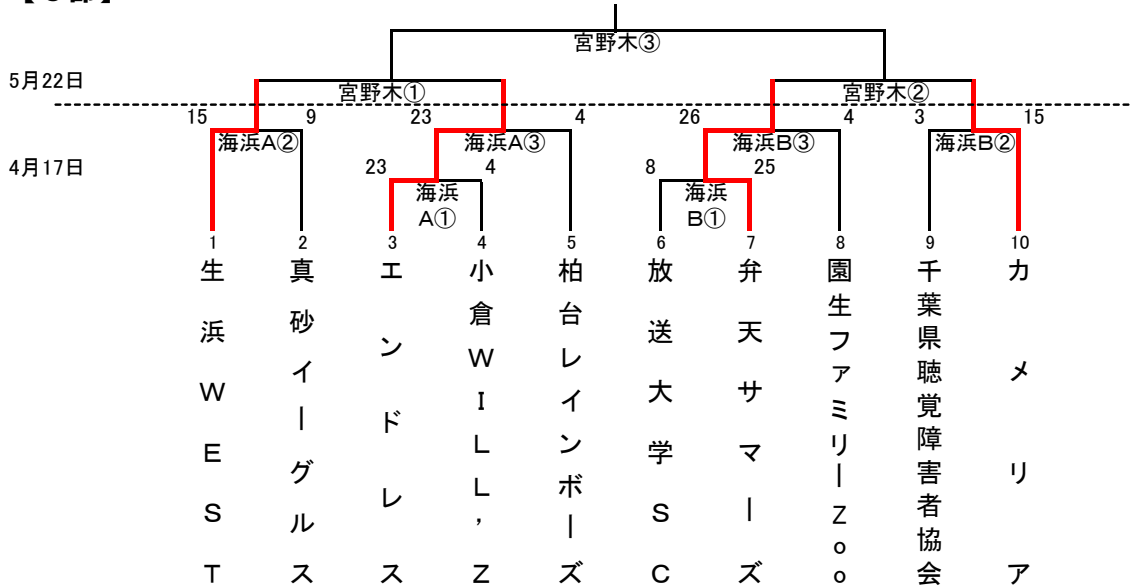 宮野木③
5月22日
宮野木① 宮野木②
15 9 23 4 26 4 3 15
海浜A② 海浜A③ 海浜B③ 海浜B②
4月17日
23 4 8 25
海浜A① 海浜B①
1 2 3 4 5 6 7 8 9 10
生浜WEST
真砂イーグルス
エンドレス
小倉WILL'Z
柏台レインボーズ
放送大学SC
弁天サマーズ
園生ファミリーZoo
千葉県聴覚障害者協会
カメリア